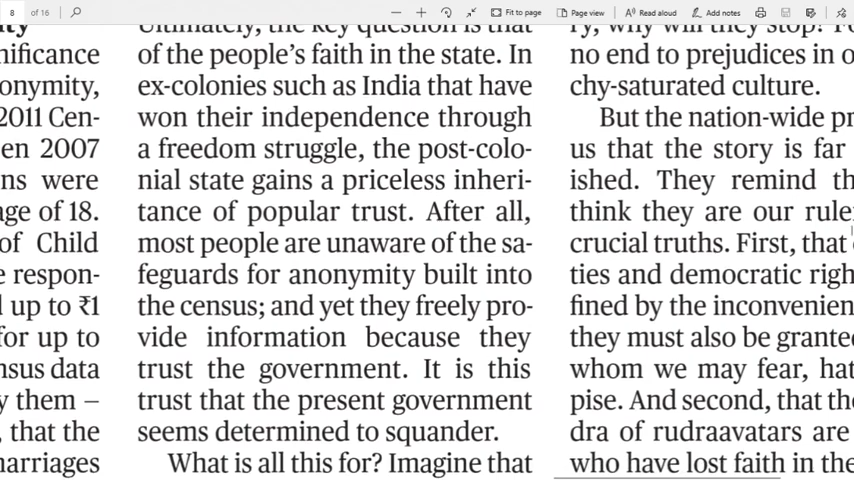 8 of 16 Fit to page Page view Read aloud Add notes
nificance
onymity,
2011 Cen-
en 2007
ns were
age of 18.
of Child
e respon-
up to ₹1
for up to
nsus data
y them –
, that the
marriages
Ultimately, the key question is that
of the people's faith in the state. In
ex-colonies such as India that have
won their independence through
a freedom struggle, the post-colo-
nial state gains a priceless inheri-
tance of popular trust. After all,
most people are unaware of the sa-
feguards for anonymity built into
the census; and yet they freely pro-
vide information because they
trust the government. It is this
trust that the present government
seems determined to squander.
What is all this for? Imagine that
ry, why will they stop?
no end to prejudices in o
chy-saturated culture.
But the nation-wide pr
us that the story is far
ished. They remind th
think they are our rule
crucial truths. First, that
ties and democratic righ
fined by the inconvenien
they must also be grante
whom we may fear, hat
pise. And second, that the
dra of rudraavatars are
who have lost faith in the